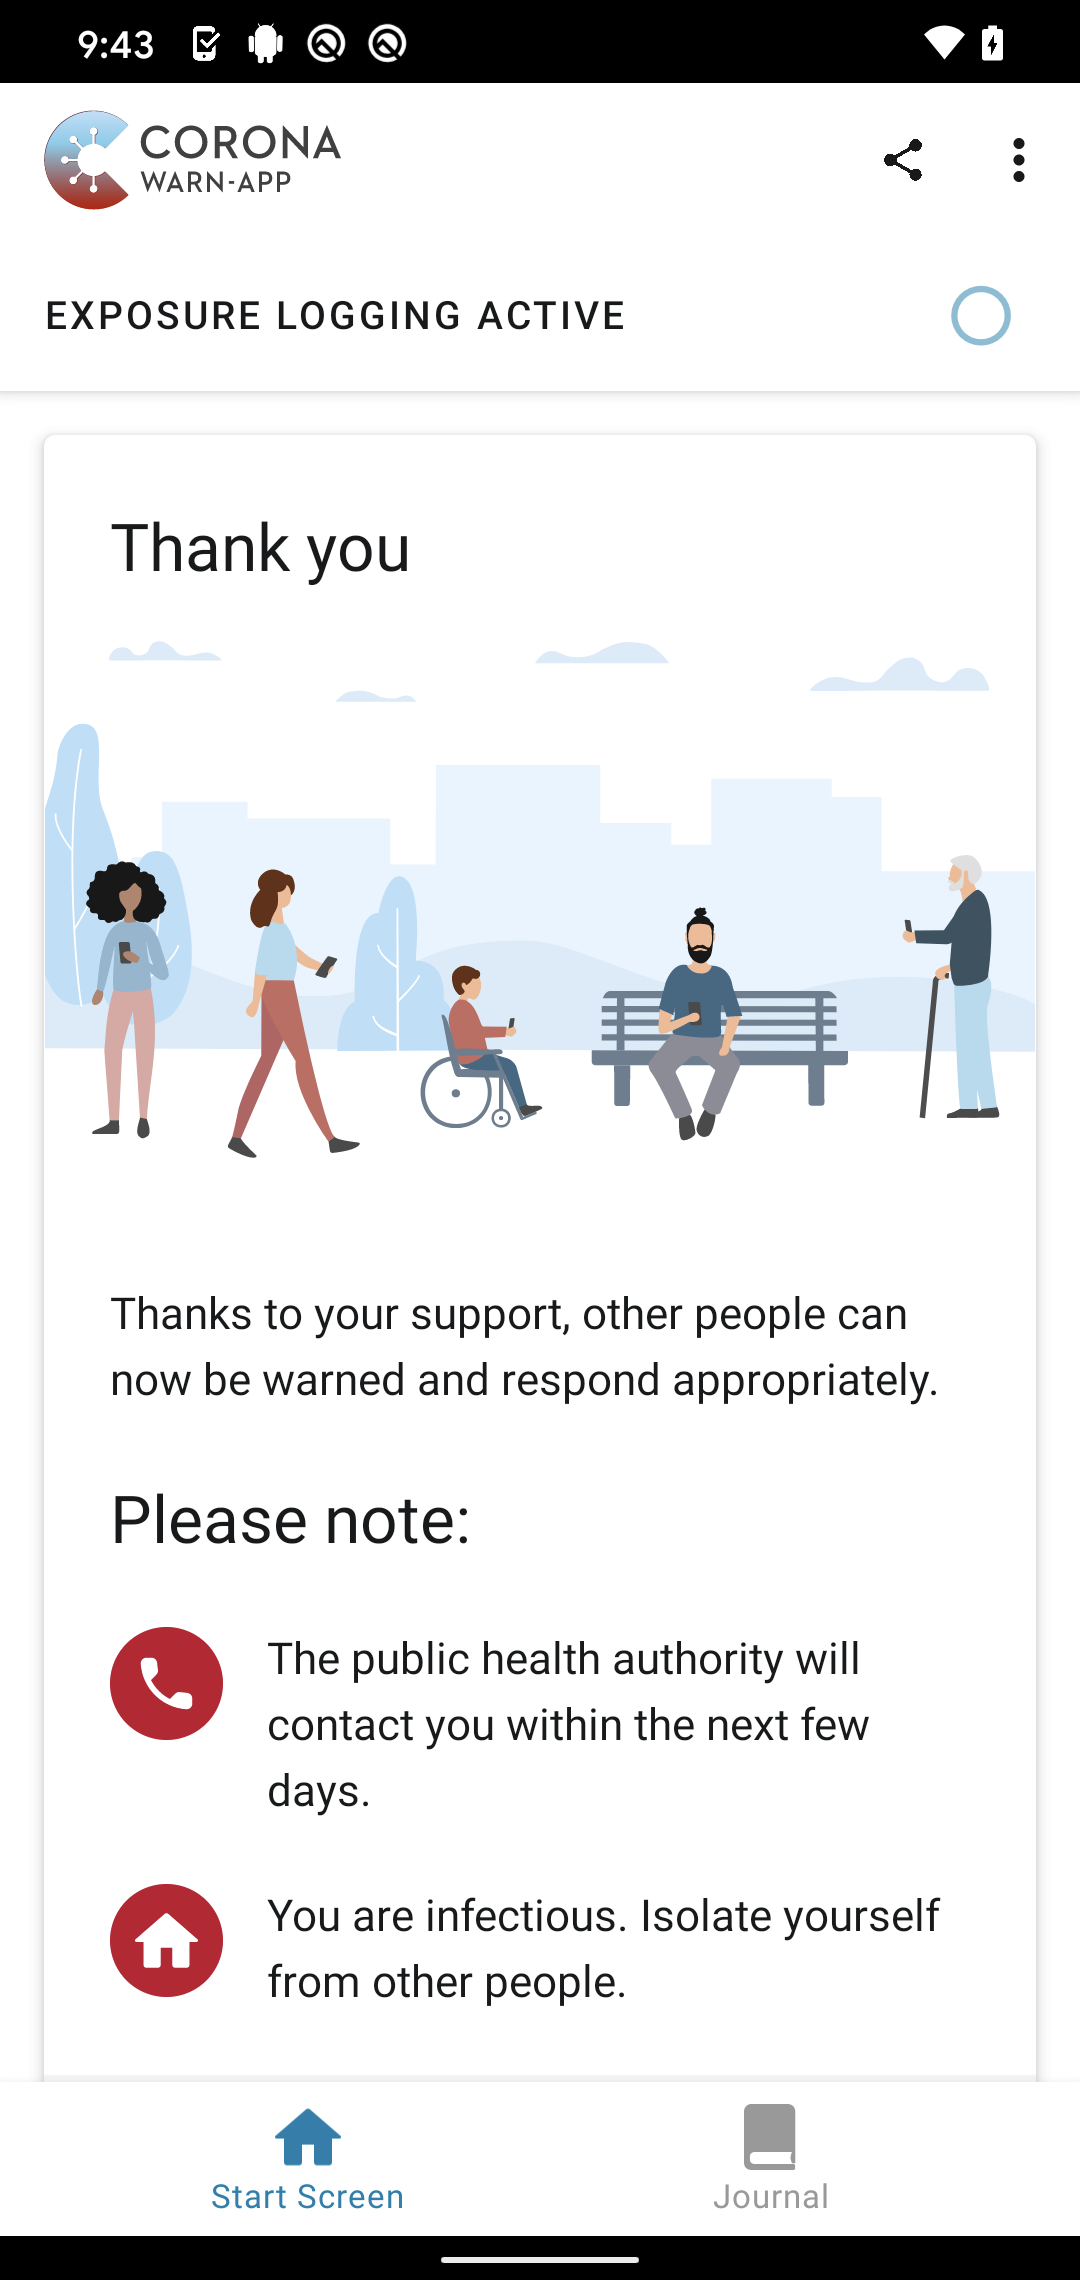 9:43
CORONA
WARN-APP
EXPOSURE LOGGING ACTIVE
Thank you
Thanks to your support, other people can
now be warned and respond appropriately.
Please note:
The public health authority will
contact you within the next few
days.
You are infectious. Isolate yourself
from other people.
Start Screen
Journal